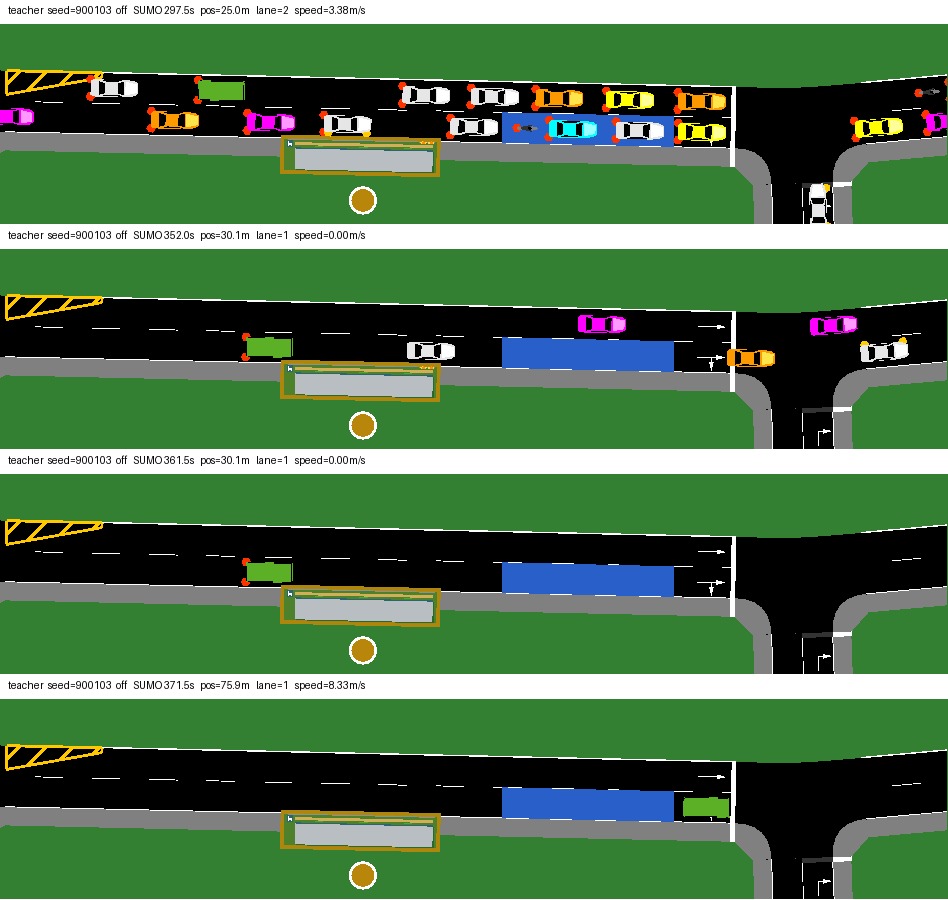 teacher seed=900103 off SUMO 297.5s pos=25.0m lane=2 speed=3.38m/s
teacher seed=900103 off SUMO 352.0s pos=30.1m lane=1 speed=0.00m/s
teacher seed=900103 off SUMO 361.5s pos=30.1m lane=1 speed=0.00m/s
teacher seed=900103 off SUMO 371.5s pos=75.9m lane=1 speed=8.33m/s